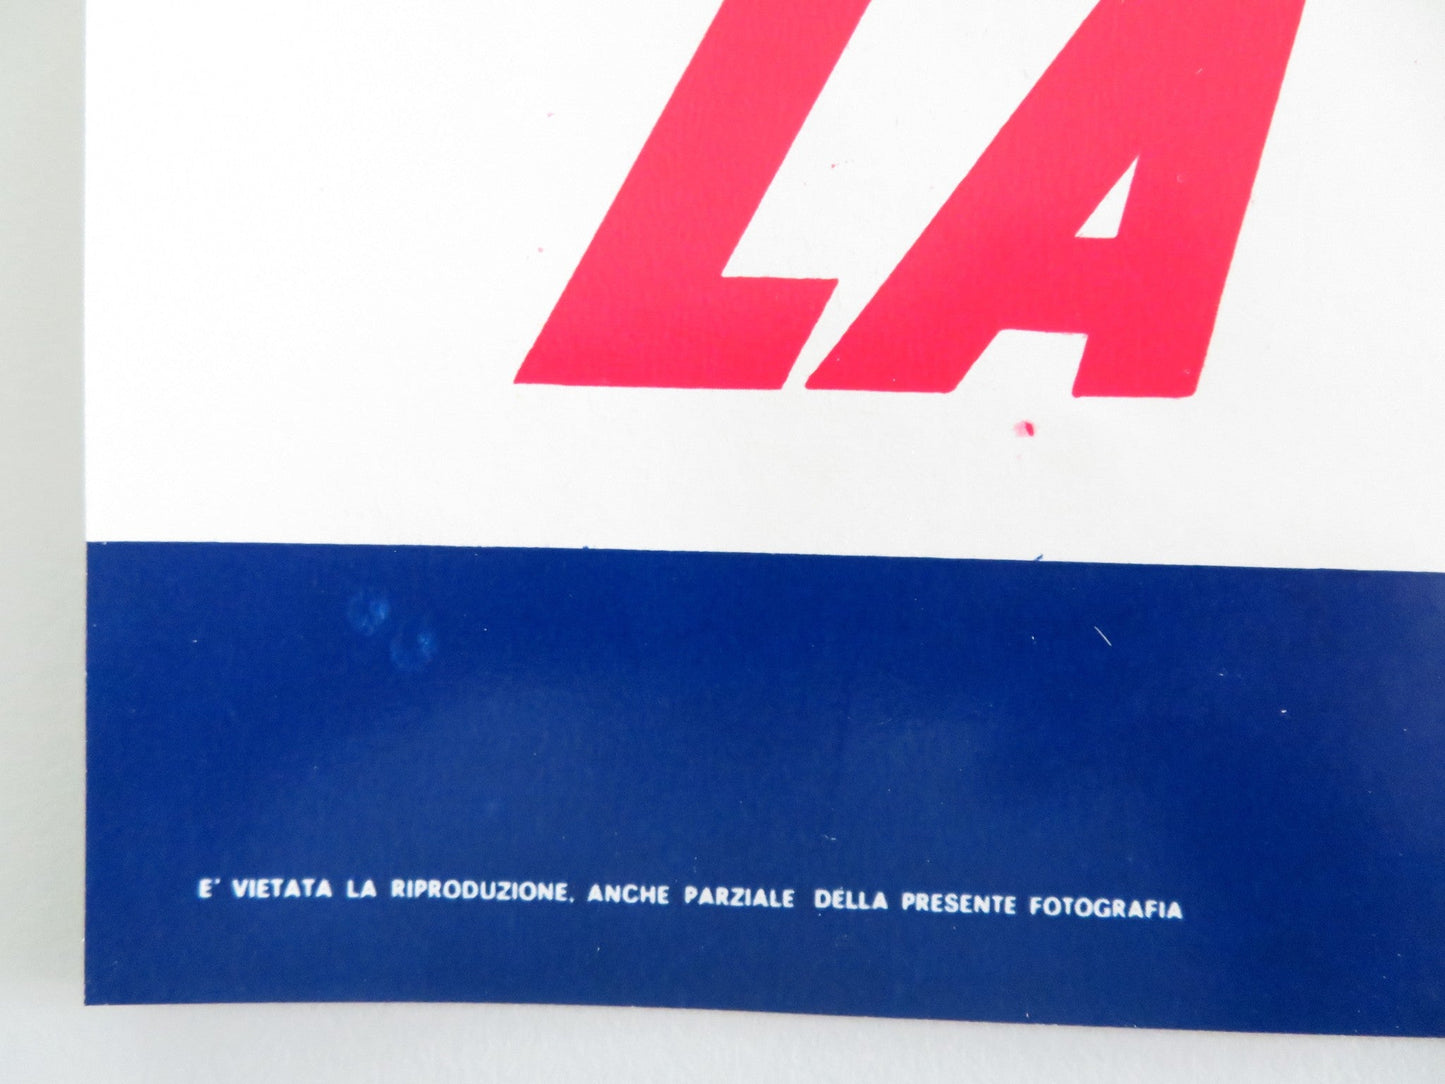 LA
E' VIETATA LA RIPRODUZIONE, ANCHE PARZIALE DELLA PRESENTE FOTOGRAFIA